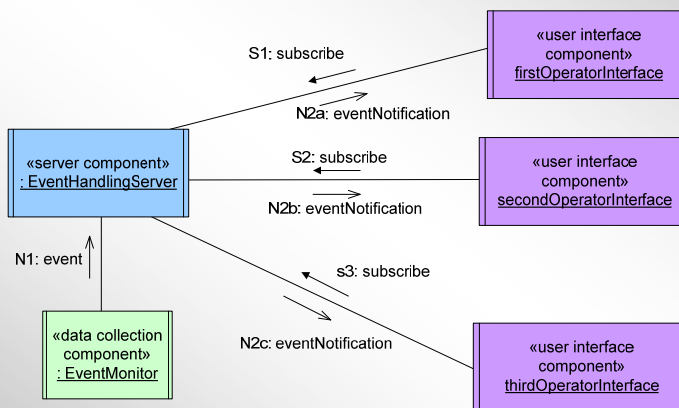 «user interface
component»
firstOperatorInterface
S1: subscribe
N2a: eventNotification
«server component»
: EventHandlingServer
S2: subscribe
N2b: eventNotification
«user interface
component»
secondOperatorInterface
N1: event
s3: subscribe
N2c: eventNotification
«data collection
component»
: EventMonitor
«user interface
component»
thirdOperatorInterface